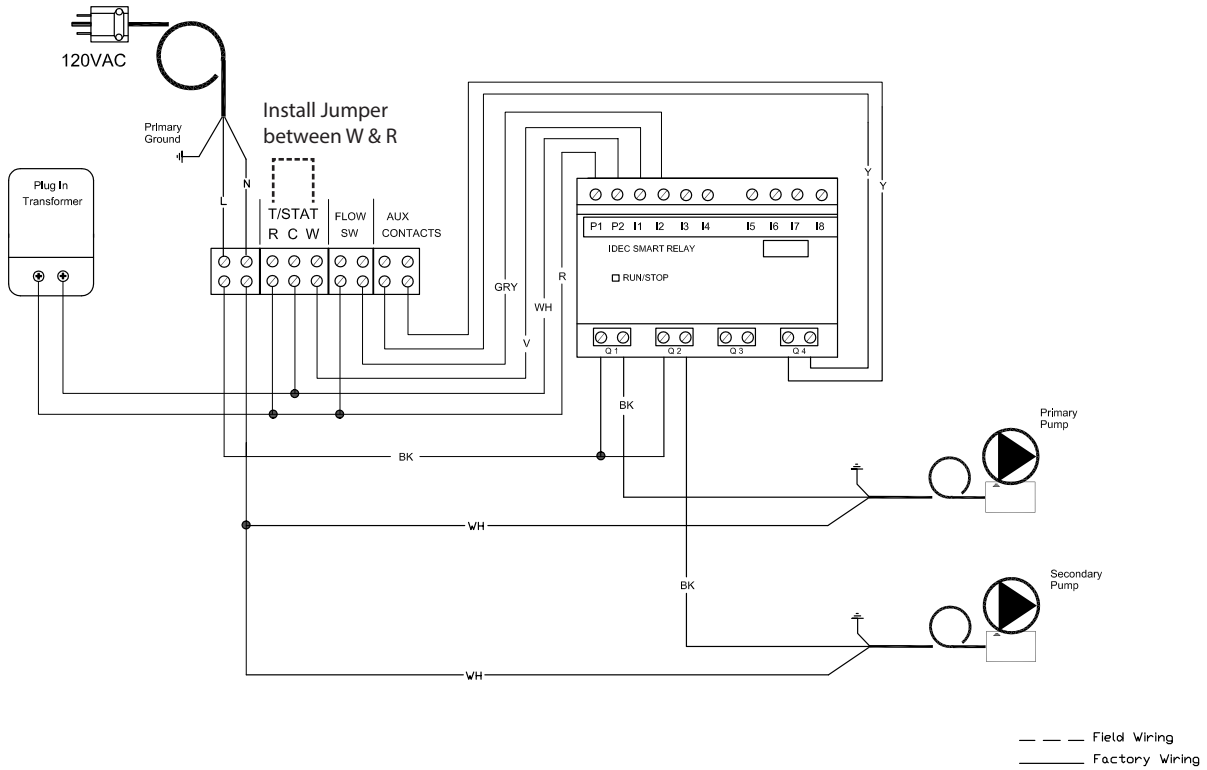 120VAC
Install Jumper
between W & R
Primary
Ground
Plug In
Transformer
L
N
T/STAT
R C W
FLOW
SW
AUX
CONTACTS
GRY
V
WH
R
Y
Y
P1 P2 I1 I2 I3 I4 I5 I6 I7 I8
IDEC SMART RELAY
RUN/STOP
Q 1
Q 2
Q 3
Q 4
BK
BK
WH
Primary
Pump
BK
WH
Secondary
Pump
Field Wiring
Factory Wiring